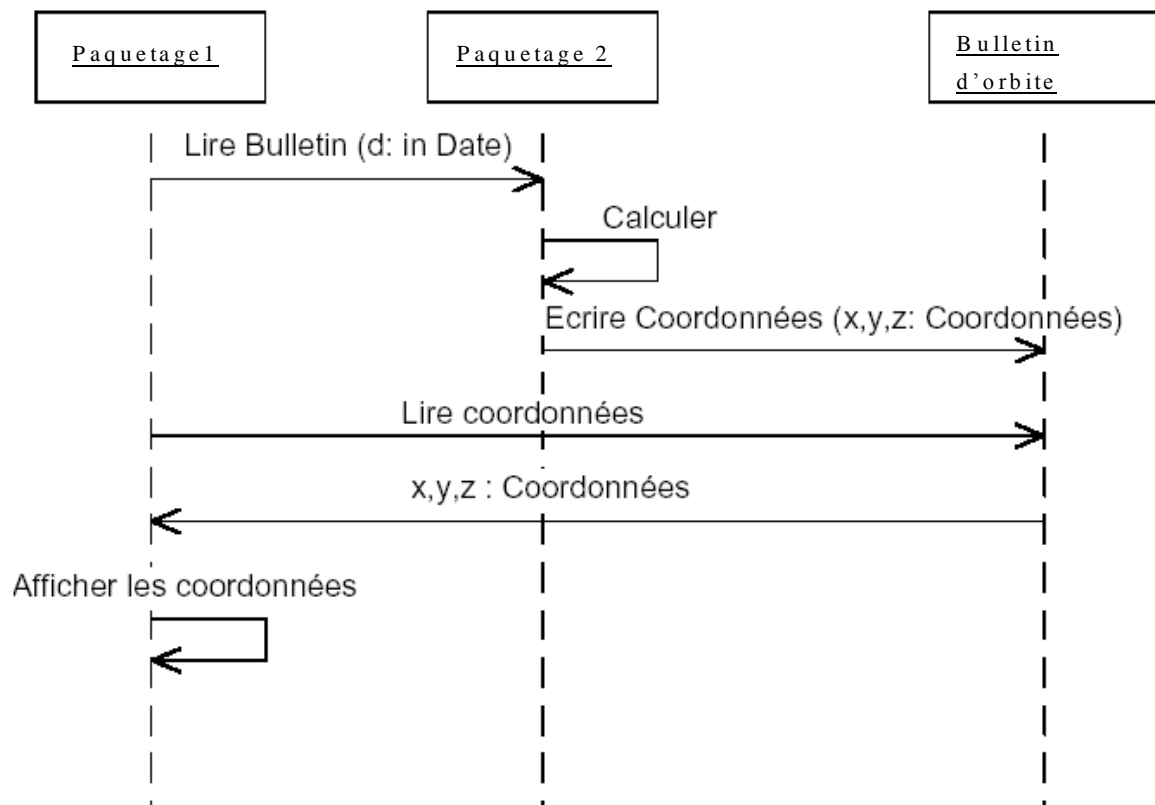 Paquetage1
Paquetage 2
Bulletin
d'orbite
Lire Bulletin (d: in Date)
Calculer
Ecrire Coordonnées (x,y,z: Coordonnées)
Lire coordonnées
x,y,z : Coordonnées
Afficher les coordonnées